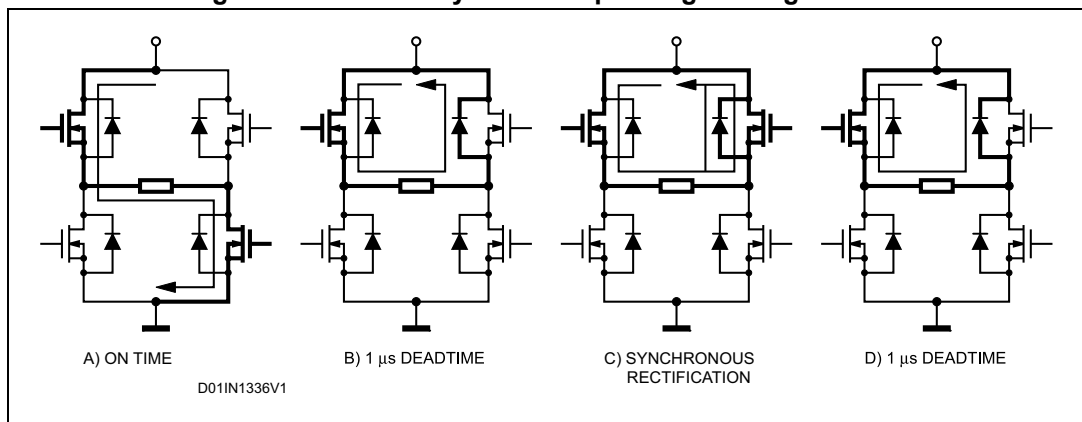 A) ON TIME
B) 1 μs DEADTIME
C) SYNCHRONOUS
RECTIFICATION
D) 1 μs DEADTIME
D01IN1336V1